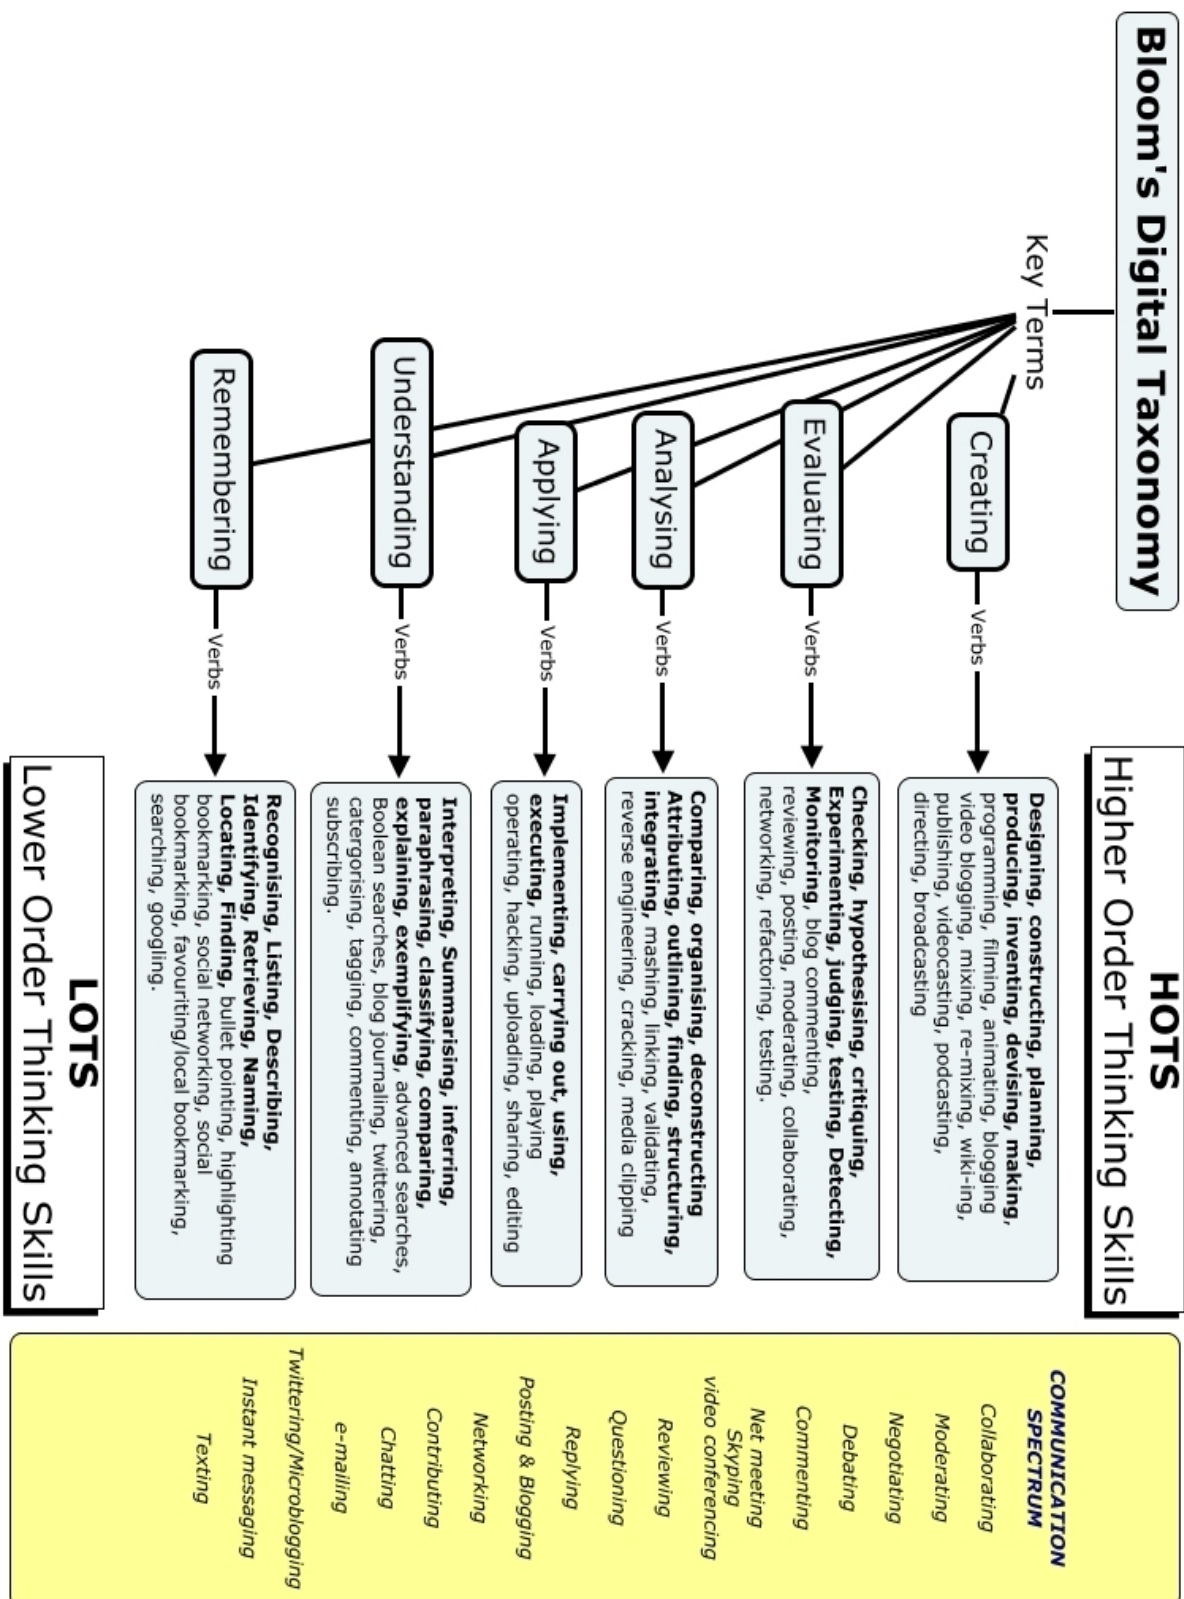 Bloom's Digital Taxonomy
Key Terms
HOTS
Higher Order Thinking Skills
Creating
Verbs
Designing, constructing, planning,
producing, inventing, devising, making,
programming, filming, animating, blogging
video blogging, mixing, re-mixing, wiki-ing,
publishing, videocasting, podcasting,
directing, broadcasting
Evaluating
Verbs
Checking, hypothesising, critiquing,
Experimenting, judging, testing, Detecting,
Monitoring, blog commenting,
reviewing, posting, moderating, collaborating,
networking, refactoring, testing.
Analysing
Verbs
Comparing, organising, deconstructing
Attributing, outlining, finding, structuring,
integrating, mashing, linking, validating,
reverse engineering, cracking, media clipping
Applying
Verbs
Implementing, carrying out, using,
executing, running, loading, playing
operating, hacking, uploading, sharing, editing
Understanding
Verbs
Interpreting, Summarising, inferring,
paraphrasing, classifying, comparing,
explaining, exemplifying, advanced searches,
Boolean searches, blog journaling, twittering,
catergorising, tagging, commenting, annotating
subscribing.
Remembering
Verbs
Recognising, Listing, Describing,
Identifying, Retrieving, Naming,
Locating, Finding, bullet pointing, highlighting
bookmarking, social networking, social
bookmarking, favouriting/local bookmarking,
searching, googling.
LOTS
Lower Order Thinking Skills
COMMUNICATION
SPECTRUM
Collaborating
Moderating
Negotiating
Debating
Commenting
Net meeting
Skyping
video conferencing
Reviewing
Questioning
Replying
Posting & Blogging
Networking
Contributing
Chatting
e-mailing
Twittering/Microblogging
Instant messaging
Texting